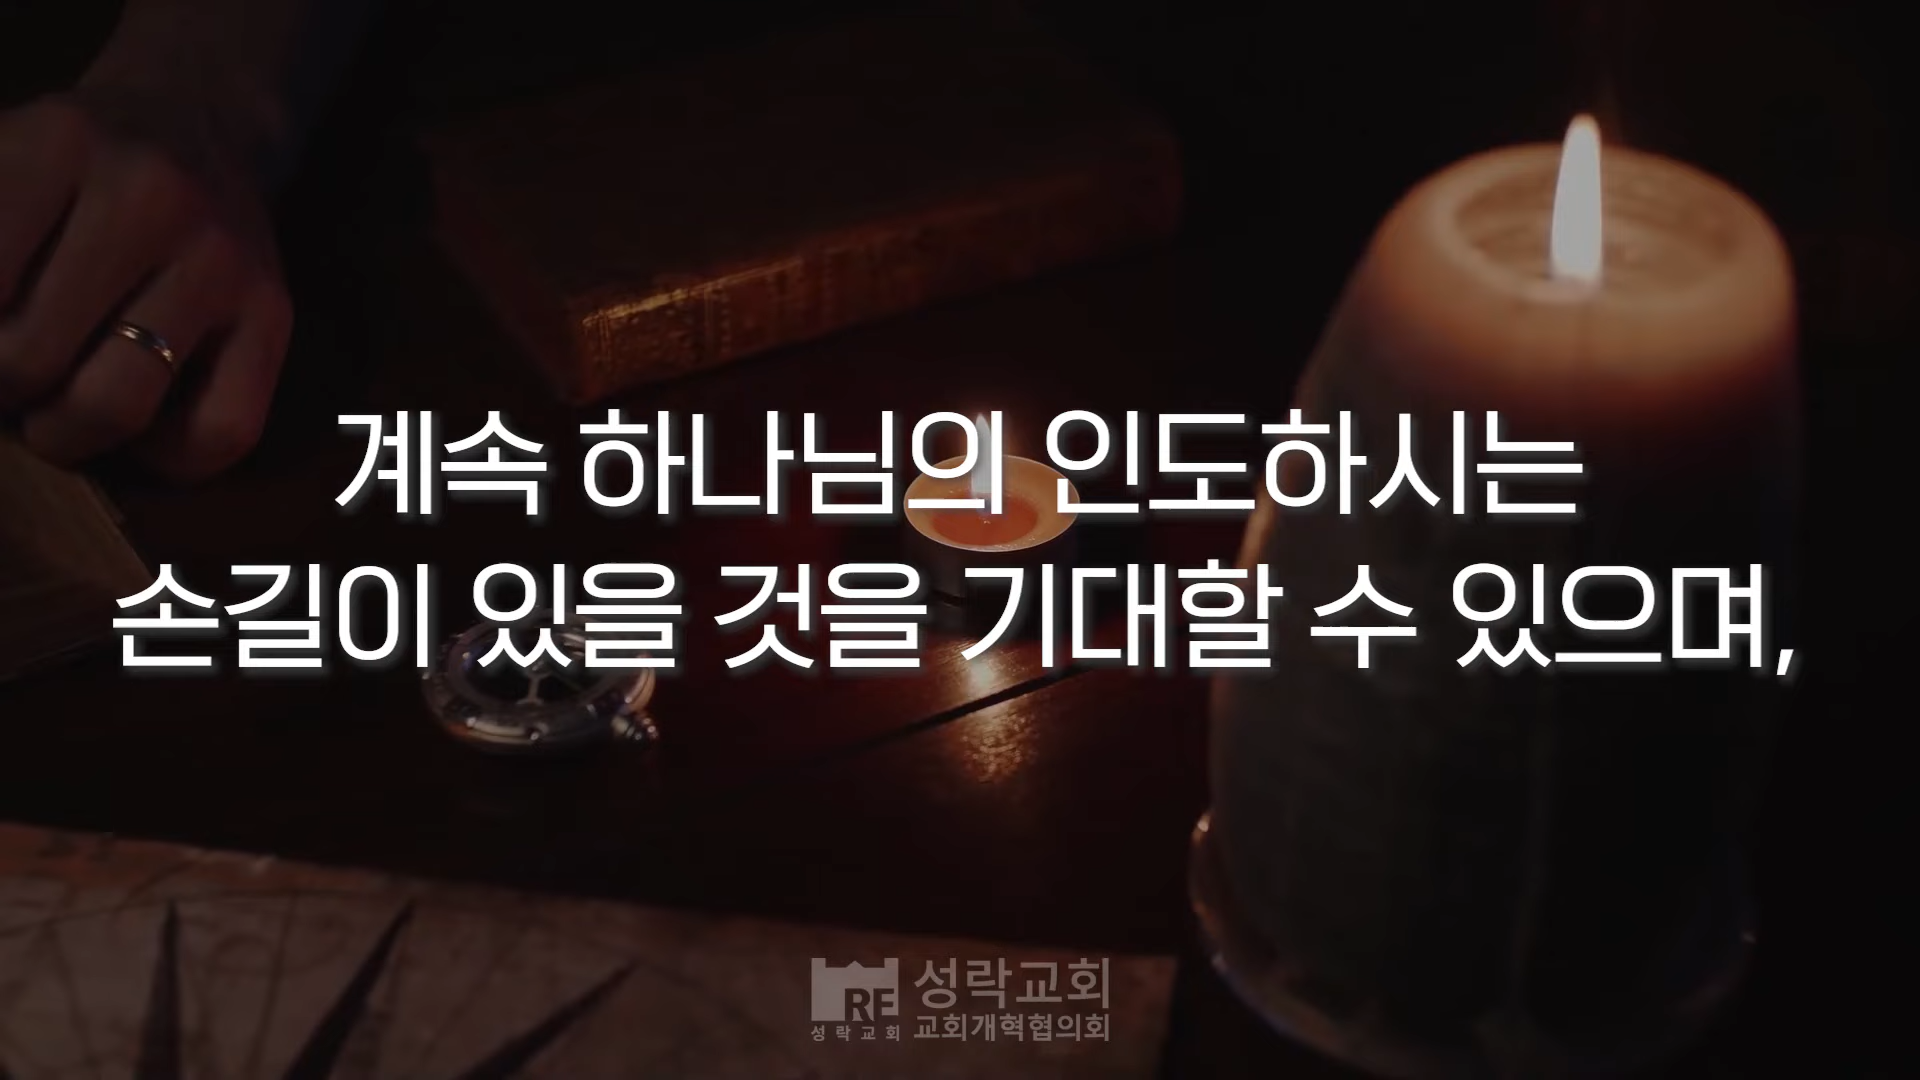 계속 하나님의 인도하시는
손길이 있을 것을 기대할 수 있으며,
RE
성락교회
성락교회
교회개혁협의회